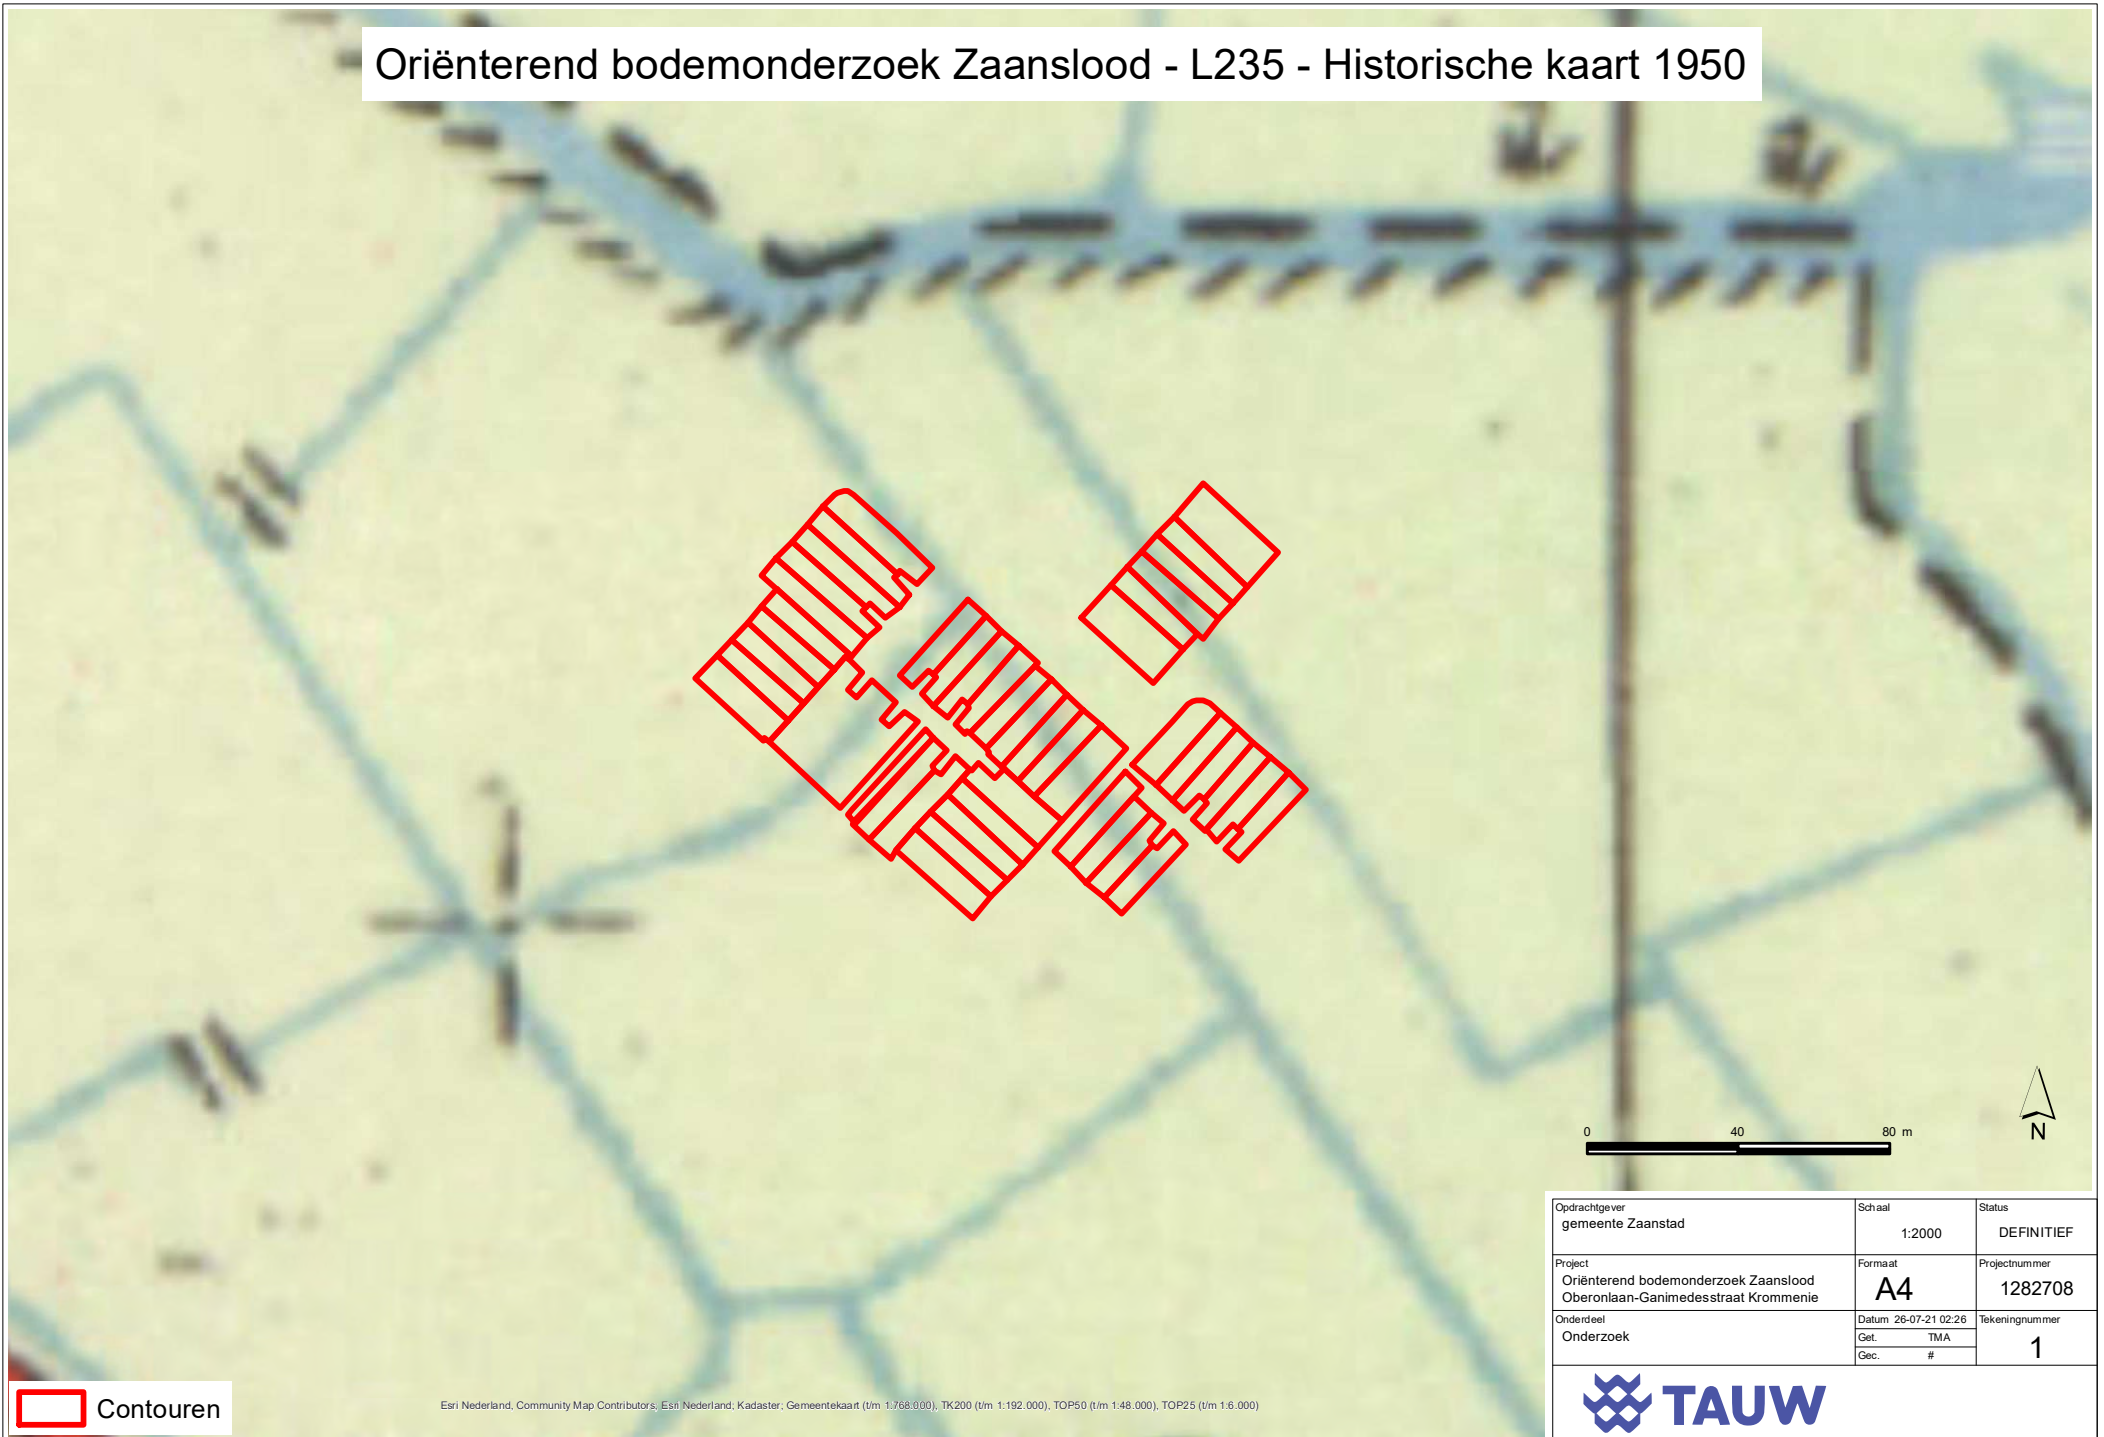 Oriënterend bodemonderzoek Zaanslood - L235 - Historische kaart 1950
0 40 80 m
N
Opdrachtgever
gemeente Zaanstad
Schaal
1:2000
Status
DEFINITIEF
Project
Oriënterend bodemonderzoek Zaanslood
Oberonlaan-Ganimedesstraat Krommenie
Formaat
A4
Projectnummer
1282708
Onderdeel
Onderzoek
Datum 26-07-21 02:26
Get. TMA
Gec. #
Tekeningnummer
1
TAUW
Contouren
Esri Nederland, Community Map Contributors, Esri Nederland; Kadaster; Gemeentekaart (t/m 1.768.000), TK200 (t/m 1:192.000), TOP50 (t/m 1:48.000), TOP25 (t/m 1:6.000)